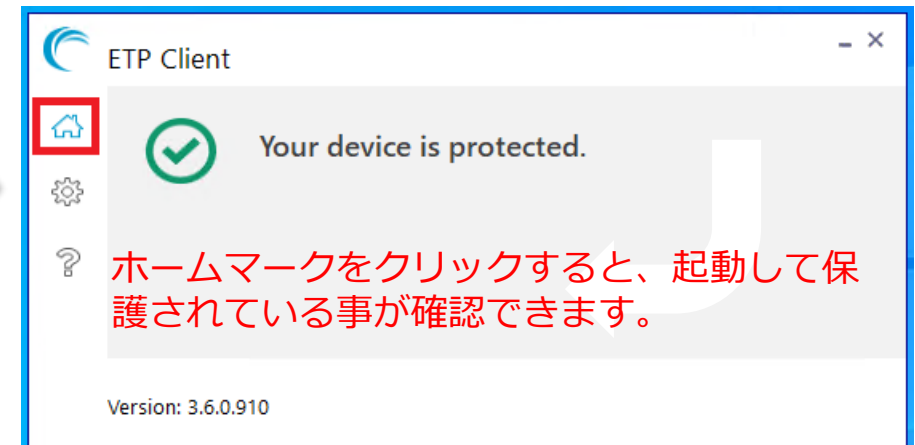 ETP Client
Your device is protected.
ホームマークをクリックすると、起動して保
護されている事が確認できます。
Version: 3.6.0.910